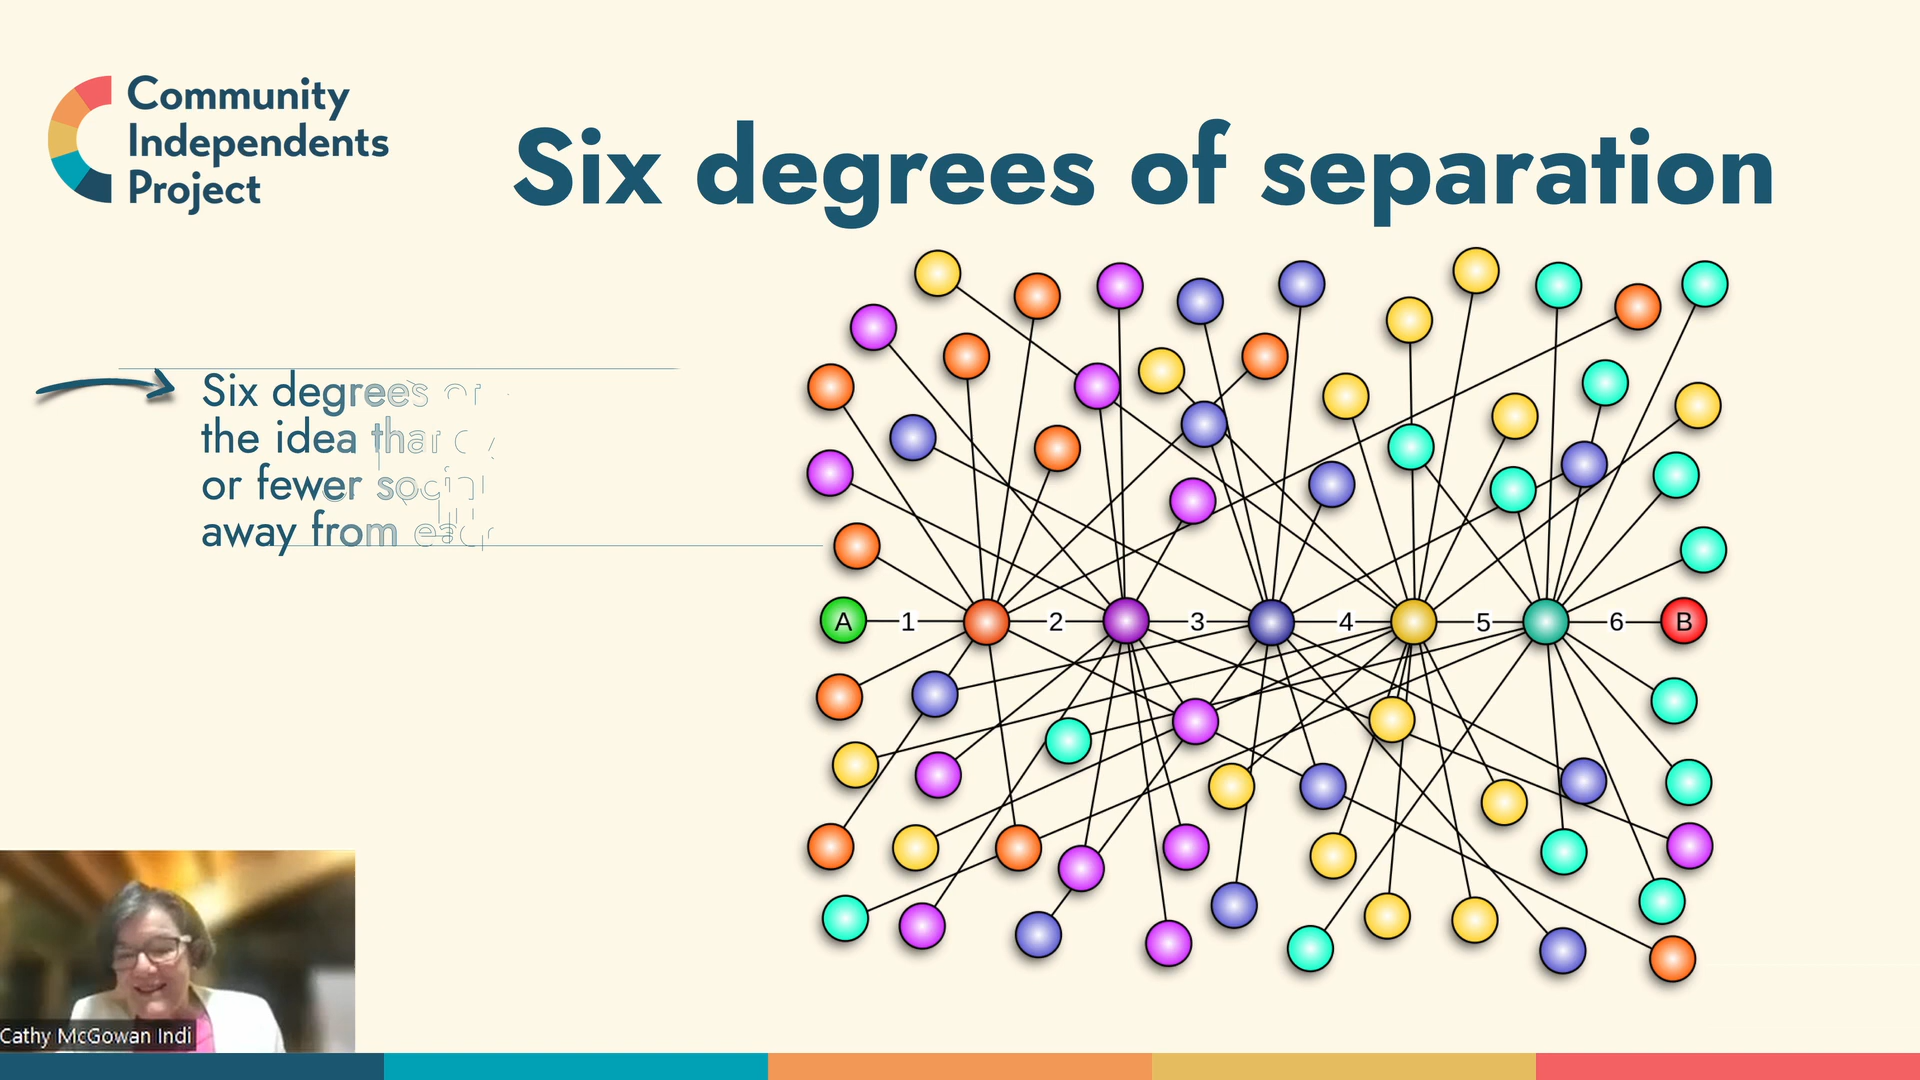 Community
Independents
Project
Six degrees of separation
Six degrees
the idea
or fewer
away from
A 1 2 3 4 5 6 B
Cathy McGowan Indi